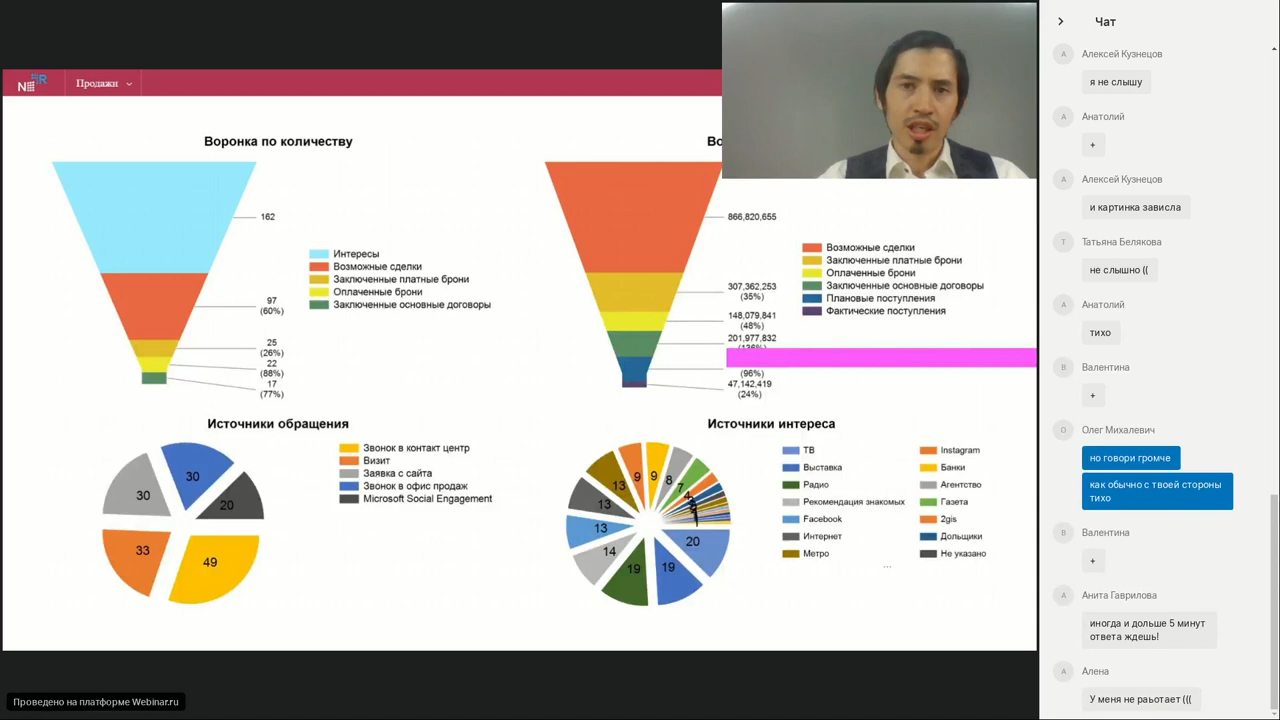 Продажи
Воронка по количеству
162
97
(60%)
25
(26%)
22
(88%)
17
(77%)
Интересы
Возможные сделки
Заключенные платные брони
Оплаченные брони
Заключенные основные договоры
Во
866,820,655
307,362,253
(35%)
148,079,841
(48%)
201,977,832
(96%)
47,142,419
(24%)
Возможные сделки
Заключенные платные брони
Оплаченные брони
Заключенные основные договоры
Плановые поступления
Фактические поступления
Источники обращения
30
30
20
33
49
Звонок в контакт центр
Визит
Заявка с сайта
Звонок в офис продаж
Microsoft Social Engagement
Источники интереса
9
9
8
7
4
13
13
13
14
19
19
20
ТВ
Выставка
Радио
Рекомендация знакомых
Facebook
Интернет
Метро
Instagram
Банки
Агентство
Газета
2gis
Дольщики
Не указано
...
Проведено на платформе Webinar.ru
Чат
А
Алексей Кузнецов
я не слышу
А
Анатолий
+
А
Алексей Кузнецов
и картинка зависла
Т
Татьяна Белякова
не слышно ((
А
Анатолий
тихо
В
Валентина
+
О
Олег Михалевич
но говори громче
как обычно с твоей стороны
тихо
В
Валентина
+
А
Анита Гаврилова
иногда и дольше 5 минут
ответа ждешь!
А
Алена
У меня не раьотает (((